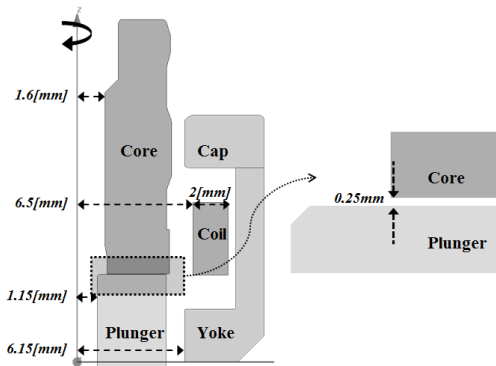 z
1.6[mm]
Core
Cap
6.5[mm]
2[mm]
Coil
1.15[mm]
Plunger
Yoke
6.15[mm]
Core
0.25mm
Plunger